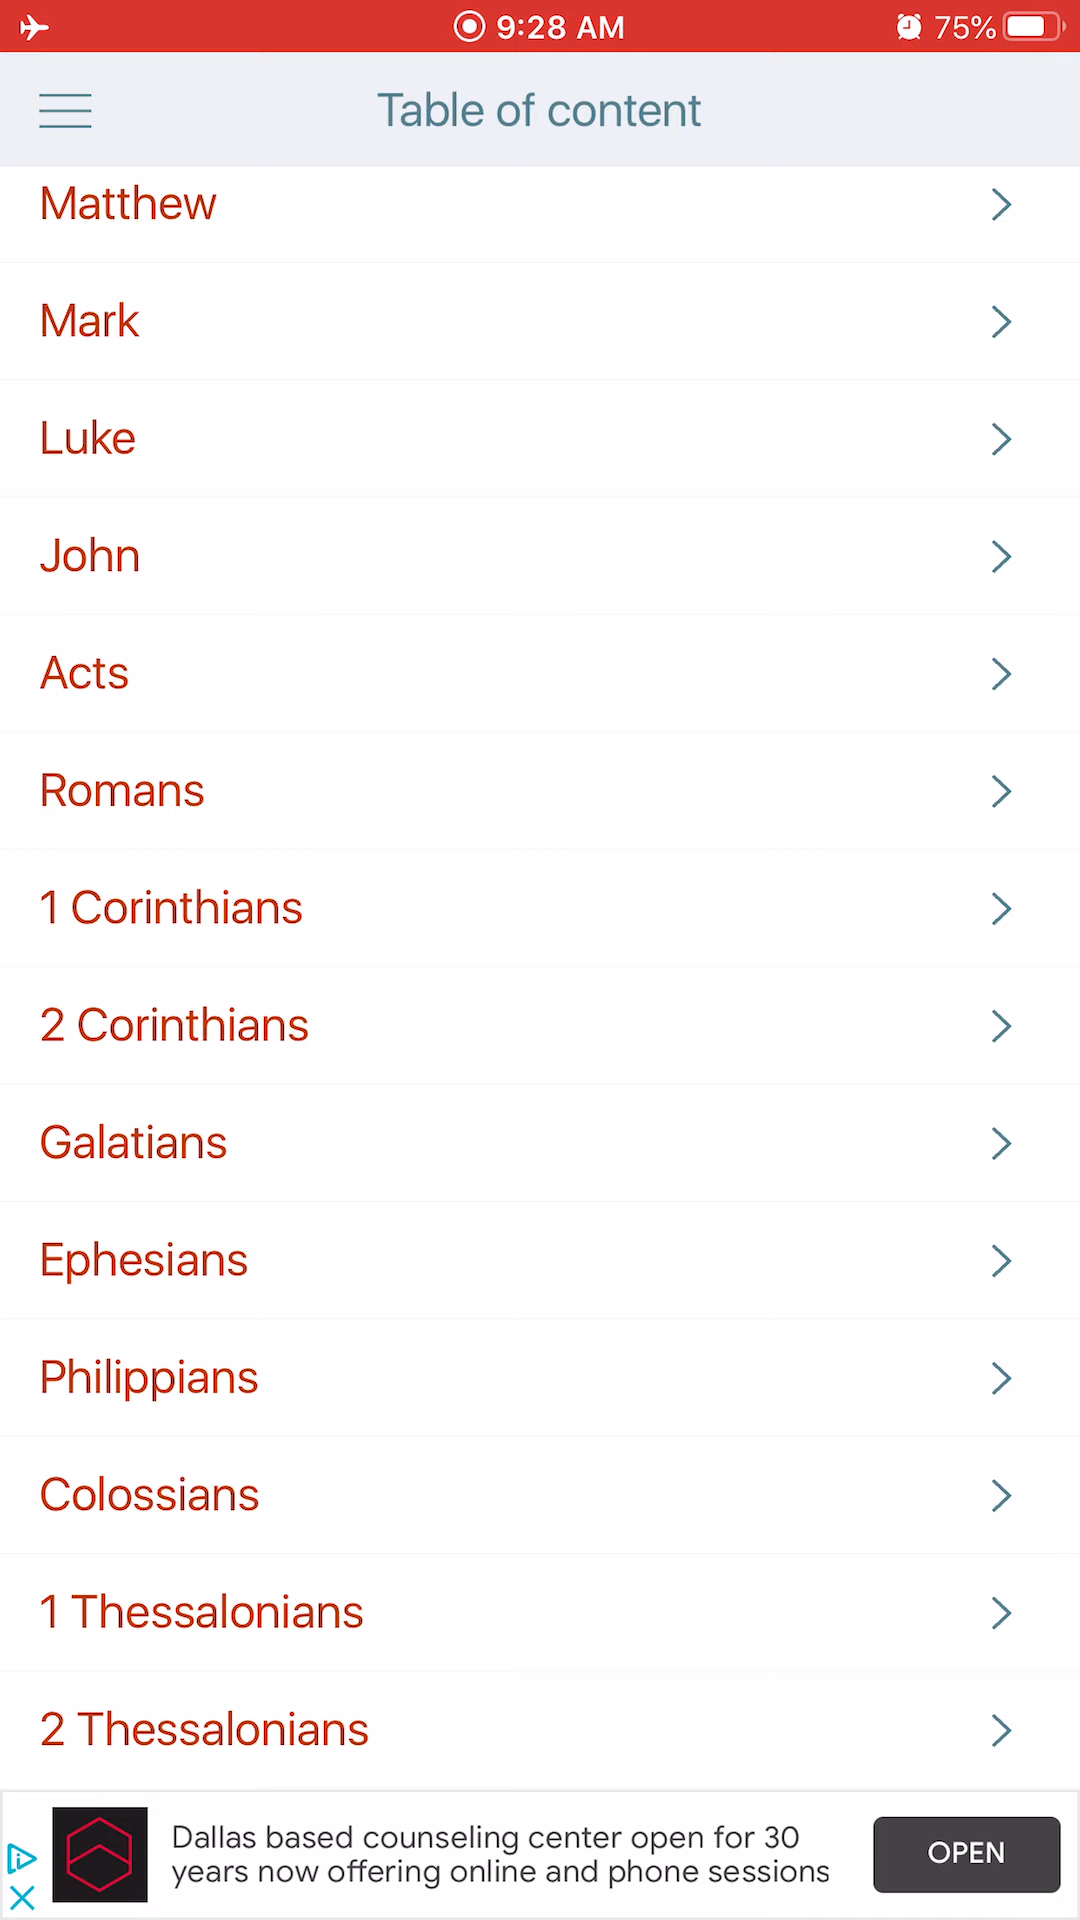 9:28 AM
75%
Table of content
Matthew
Mark
Luke
John
Acts
Romans
1 Corinthians
2 Corinthians
Galatians
Ephesians
Philippians
Colossians
1 Thessalonians
2 Thessalonians
Dallas based counseling center open for 30
years now offering online and phone sessions
OPEN